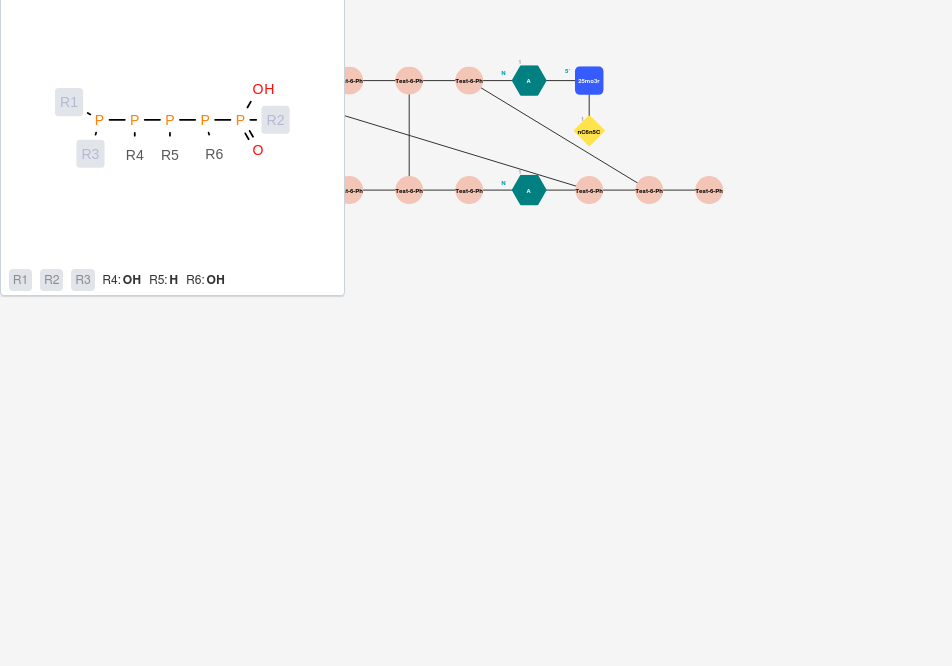 OH
R1
P P P P P R2
R3 R4 R5 R6 O
R1 R2 R3 R4: OH R5: H R6: OH
t-6-Ph Test-6-Ph Test-6-Ph N 1 A 5' 25mo3r
1
nC6n5C
t-6-Ph Test-6-Ph Test-6-Ph N A Test-6-Ph Test-6-Ph Test-6-Ph